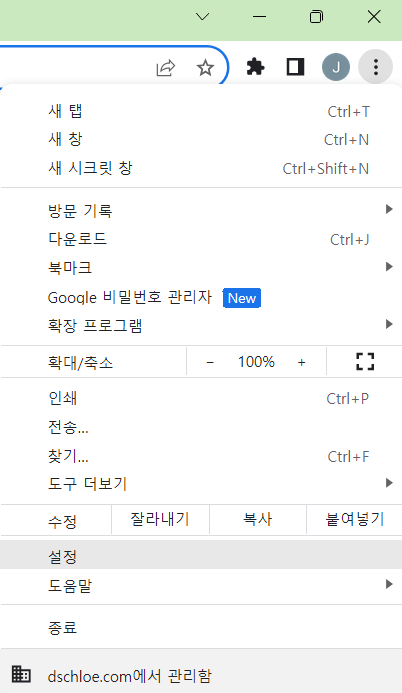 J
새 탭 Ctrl+T
새 창 Ctrl+N
새 시크릿 창 Ctrl+Shift+N
방문 기록
다운로드 Ctrl+J
북마크
Google 비밀번호 관리자 New
확장 프로그램
확대/축소 − 100% +
인쇄 Ctrl+P
전송...
찾기... Ctrl+F
도구 더보기
수정 잘라내기 복사 붙여넣기
설정
도움말
종료
dschloe.com에서 관리함